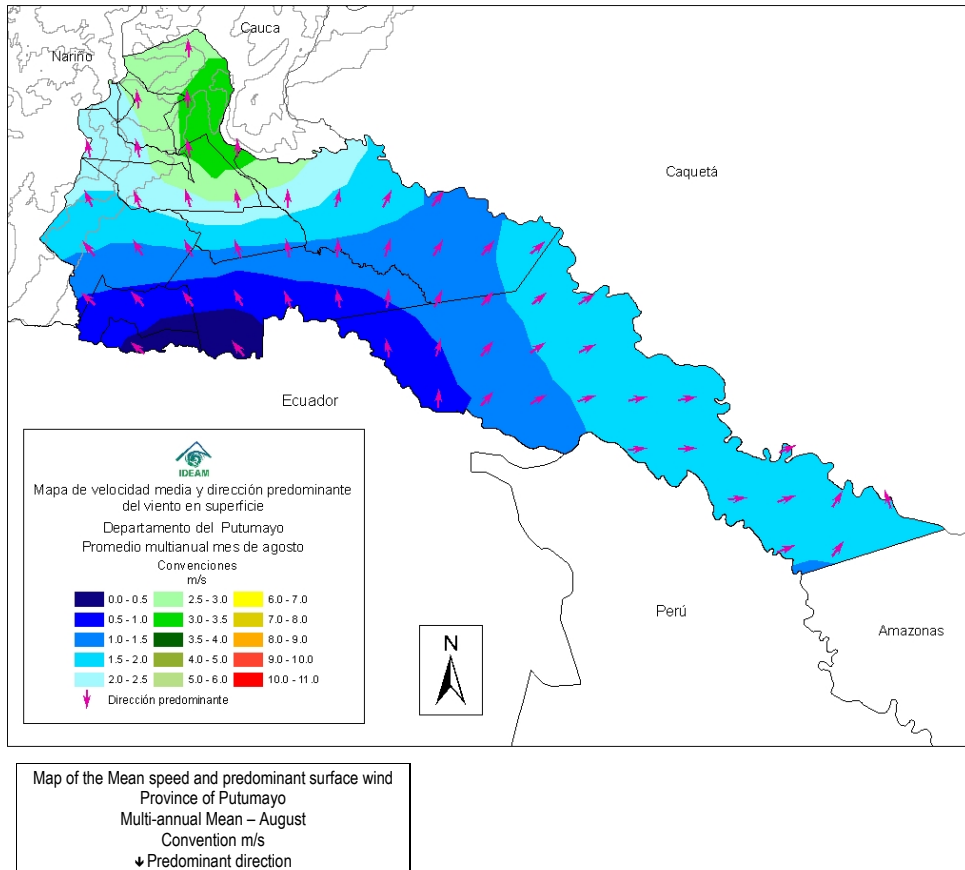 Cauca
Nariño
Caquetá
Ecuador
IDEAM
Mapa de velocidad media y dirección predominante
del viento en superficie
Departamento del Putumayo
Promedio multianual mes de agosto
Convenciones
m/s
0.0 - 0.5 2.5 - 3.0 6.0 - 7.0
0.5 - 1.0 3.0 - 3.5 7.0 - 8.0
1.0 - 1.5 3.5 - 4.0 8.0 - 9.0
1.5 - 2.0 4.0 - 5.0 9.0 - 10.0
2.0 - 2.5 5.0 - 6.0 10.0 - 11.0
Dirección predominante
N
Perú
Amazonas
Map of the Mean speed and predominant surface wind
Province of Putumayo
Multi-annual Mean – August
Convention m/s
Predominant direction